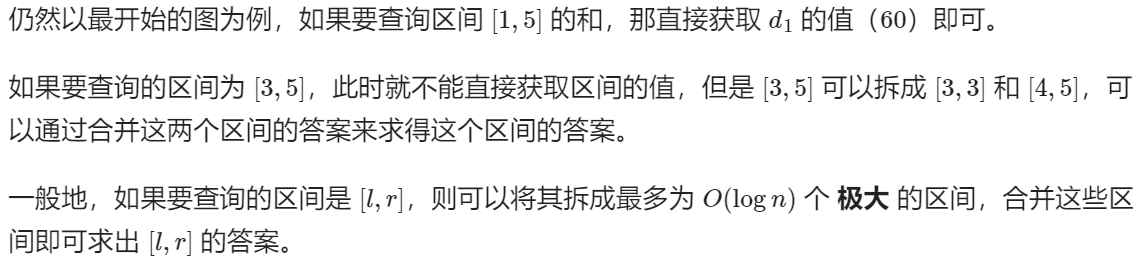 仍然以最开始的图为例，如果要查询区间 [1, 5] 的和，那直接获取 d₁ 的值（60）即可。
如果要查询的区间为 [3, 5]，此时就不能直接获取区间的值，但是 [3, 5] 可以拆成 [3, 3] 和 [4, 5]，可
以通过合并这两个区间的答案来求得这个区间的答案。
一般地，如果要查询的区间是 [l, r]，则可以将其拆成最多为 O(log n) 个 极大 的区间，合并这些区
间即可求出 [l, r] 的答案。